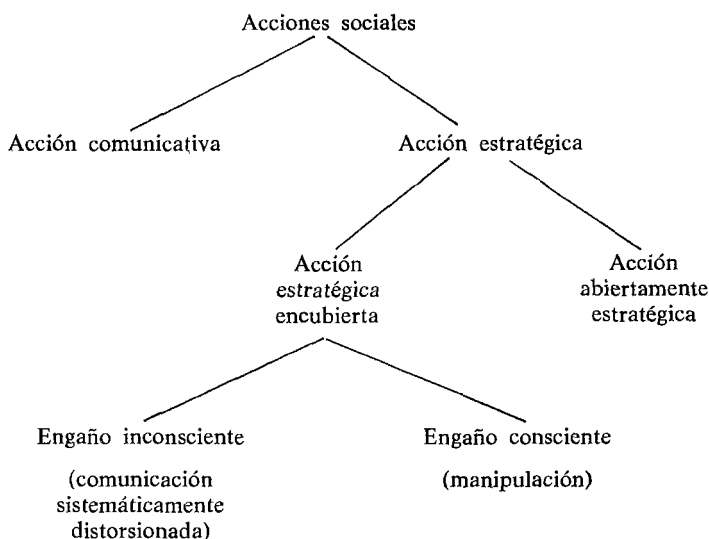 Acciones sociales
Acción comunicativa
Acción estratégica
Acción
estratégica
encubierta
Acción
abiertamente
estratégica
Engaño inconsciente
(comunicación
sistemáticamente
distorsionada)
Engaño consciente
(manipulación)